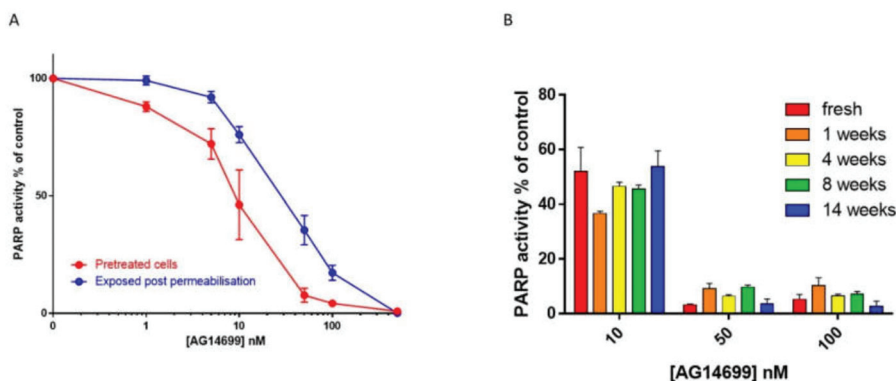 A
PARP activity % of control
100
50
0
0
1
10
100
[AG14699] nM
Pretreated cells
Exposed post permeabilisation
B
PARP activity % of control
80
60
40
20
0
10
50
100
[AG14699] nM
fresh
1 weeks
4 weeks
8 weeks
14 weeks